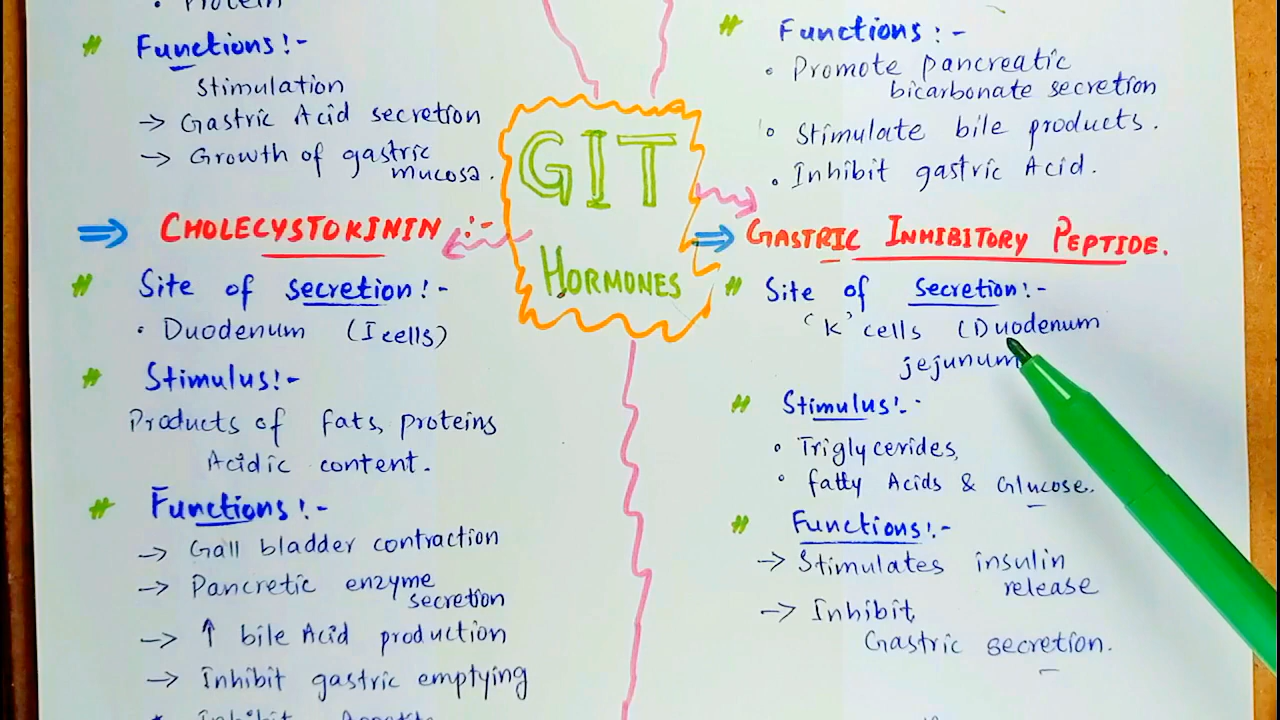 • Protein
# Functions:-
Stimulation
→ Gastric Acid secretion
→ Growth of gastric
mucosa.
⇒ CHOLECYSTOKININ :-
# Site of secretion:-
• Duodenum (I cells)
# Stimulus:-
Products of fats, proteins
Acidic content.
# Functions:-
→ Gall bladder contraction
→ Pancretic enzyme
secretion
→ ↑ bile Acid production
→ Inhibit gastric emptying
GIT
HORMONES
# Functions:-
• Promote pancreatic
bicarbonate secretion
• Stimulate bile products.
• Inhibit gastric Acid.
⇒ GASTRIC INHIBITORY PEPTIDE.
# Site of secretion:-
'K' cells (Duodenum
jejunum
# Stimulus:-
• Triglycerides,
• fatty Acids & Glucose.
# Functions:-
→ Stimulates insulin
release
→ Inhibit
Gastric secretion.